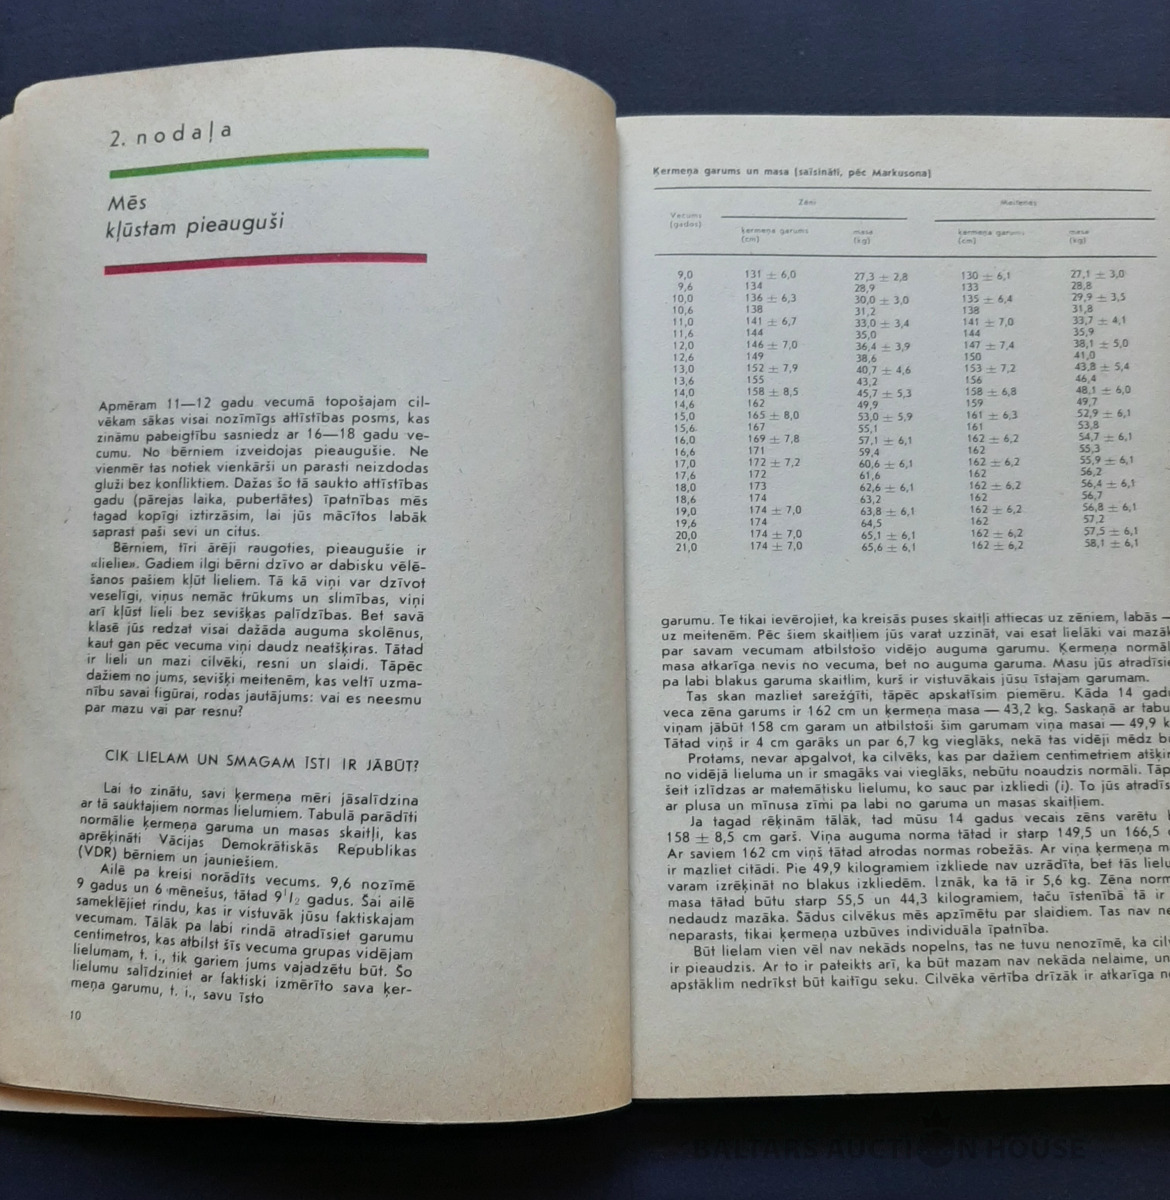 2. nodaļa
Mēs
kļūstam pieauguši
Apmēram 11—12 gadu vecumā topošajam cil-
vēkam sākas visai nozīmīgs attīstības posms, kas
zināmu pabeigtību sasniedz ar 16—18 gadu ve-
cumu. No bērniem izveidojas pieaugušie. Ne
vienmēr tas notiek vienkārši un parasti neizdodas
gluži bez konfliktiem. Dažas šo tā saukto attīstības
gadu (pārejas laika, pubertātes) īpatnības mēs
tagad kopīgi iztirzāsim, lai jūs mācītos labāk
saprast paši sevi un citus.
Bērniem, tīri ārēji raugoties, pieaugušie ir
«lielie». Gadiem ilgi bērni dzīvo ar dabisku vēlē-
šanos pašiem kļūt lieliem. Tā kā viņi var dzīvot
veselīgi, viņus nemāc trūkums un slimības, viņi
arī kļūst lieli bez sevišķas palīdzības. Bet savā
klasē jūs redzat visai dažāda auguma skolēnus,
kaut gan pēc vecuma viņi daudz neatšķiras. Tātad
ir lieli un mazi cilvēki, resni un slaidi. Tāpēc
dažiem no jums, sevišķi meitenēm, kas veltī uzma-
nību savai figūrai, rodas jautājums: vai es neesmu
par mazu vai par resnu?
CIK LIELAM UN SMAGAM ĪSTI IR JĀBŪT?
Lai to zinātu, savi ķermeņa mēri jāsalīdzina
ar tā sauktajiem normas lielumiem. Tabulā parādīti
normālie ķermeņa garuma un masas skaitļi, kas
aprēķināti Vācijas Demokrātiskās Republikas
(VDR) bērniem un jauniešiem.
Ailē pa kreisi norādīts vecums. 9,6 nozīmē
9 gadus un 6 mēnešus, tātad 9 1/2 gadus. Šai ailē
sameklējiet rindu, kas ir vistuvāk jūsu faktiskajam
vecumam. Tālāk pa labi rindā atradīsiet garumu
centimetros, kas atbilst šīs vecuma grupas vidējam
lielumam, t. i., tik gariem jums vajadzētu būt. Šo
lielumu salīdziniet ar faktiski izmērīto sava ķer-
meņa garumu, t. i., savu īsto
10
Ķermeņa garums un masa (saīsināti, pēc Markusona)
Vecums (gados) Zēni Meitenes
ķermeņa garums (cm) masa (kg) ķermeņa garums (cm) masa (kg)
9,0 131 ± 6,0 27,3 ± 2,8 130 ± 6,1 27,1 ± 3,0
9,6 134 28,9 133 28,8
10,0 136 ± 6,3 30,0 ± 3,0 135 ± 6,4 29,9 ± 3,5
10,6 138 31,2 138 31,8
11,0 141 ± 6,7 33,0 ± 3,4 141 ± 7,0 33,7 ± 4,1
11,6 144 35,0 144 35,9
12,0 146 ± 7,0 36,4 ± 3,9 147 ± 7,4 38,1 ± 5,0
12,6 149 38,6 150 41,0
13,0 152 ± 7,9 40,7 ± 4,6 153 ± 7,2 43,8 ± 5,4
13,6 155 43,2 156 46,4
14,0 158 ± 8,5 45,7 ± 5,3 158 ± 6,8 48,1 ± 6,0
14,6 162 49,9 159 49,7
15,0 165 ± 8,0 53,0 ± 5,9 161 ± 6,3 52,9 ± 6,1
15,6 167 55,1 161 53,8
16,0 169 ± 7,8 57,1 ± 6,1 162 ± 6,2 54,7 ± 6,1
16,6 171 59,4 162 55,3
17,0 172 ± 7,2 60,6 ± 6,1 162 ± 6,2 55,9 ± 6,1
17,6 172 61,6 162 56,2
18,0 173 62,6 ± 6,1 162 ± 6,2 56,4 ± 6,1
18,6 174 63,2 162 56,7
19,0 174 ± 7,0 63,8 ± 6,1 162 ± 6,2 56,8 ± 6,1
19,6 174 64,5 162 57,2
20,0 174 ± 7,0 65,1 ± 6,1 162 ± 6,2 57,5 ± 6,1
21,0 174 ± 7,0 65,6 ± 6,1 162 ± 6,2 58,1 ± 6,1
garumu. Te tikai ievērojiet, ka kreisās puses skaitļi attiecas uz zēniem, labās —
uz meitenēm. Pēc šiem skaitļiem jūs varat uzzināt, vai esat lielāki vai mazāk
par savam vecumam atbilstošo vidējo auguma garumu. Ķermeņa normāl
masa atkarīga nevis no vecuma, bet no auguma garuma. Masu jūs atradīsie
pa labi blakus garuma skaitlim, kurš ir vistuvākais jūsu īstajam garumam.
Tas skan mazliet sarežģīti, tāpēc apskatīsim piemēru. Kāda 14 gadu
veca zēna garums ir 162 cm un ķermeņa masa — 43,2 kg. Saskaņā ar tabu
viņam jābūt 158 cm garam un atbilstoši šim garumam viņa masai — 49,9 k
Tātad viņš ir 4 cm garāks un par 6,7 kg vieglāks, nekā tas vidēji mēdz b
Protams, nevar apgalvot, ka cilvēks, kas par dažiem centimetriem atšķir
no vidējā lieluma un ir smagāks vai vieglāks, nebūtu noaudzis normāli. Tāp
šeit izlīdzas ar matemātisku lielumu, ko sauc par izkliedi (i). To jūs atradīs
ar plusa un mīnusa zīmi pa labi no garuma un masas skaitļiem.
Ja tagad rēķinām tālāk, tad mūsu 14 gadus vecais zēns varētu b
158 ± 8,5 cm garš. Viņa auguma norma tātad ir starp 149,5 un 166,5 c
Ar saviem 162 cm viņš tātad atrodas normas robežās. Ar viņa ķermeņa m
ir mazliet citādi. Pie 49,9 kilogramiem izkliede nav uzrādīta, bet tās lielu
varam izrēķināt no blakus izkliedēm. Iznāk, ka tā ir 5,6 kg. Zēna norm
masa tātad būtu starp 55,5 un 44,3 kilogramiem, taču īstenībā tā ir
nedaudz mazāka. Šādus cilvēkus mēs apzīmētu par slaidiem. Tas nav ne
neparasts, tikai ķermeņa uzbūves individuāla īpatnība.
Būt lielam vien vēl nav nekāds nopelns, tas ne tuvu nenozīmē, ka cilv
ir pieaudzis. Ar to ir pateikts arī, ka būt mazam nav nekāda nelaime, un
apstāklim nedrīkst būt kaitīgu seku. Cilvēka vērtība drīzāk ir atkarīga n
BALTARS AUCTION HOUSE